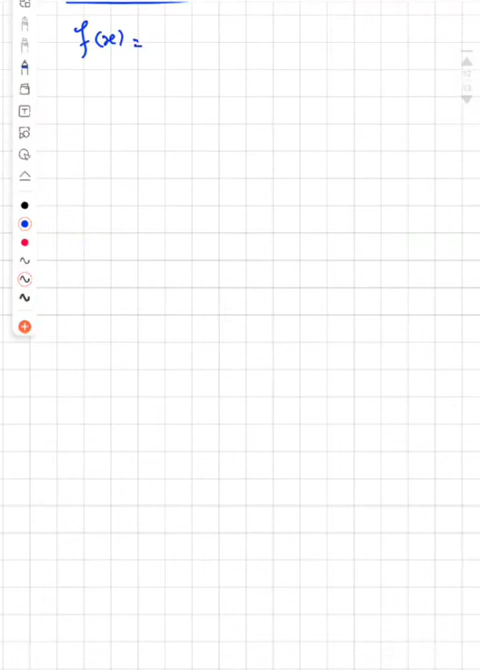 f(x) =